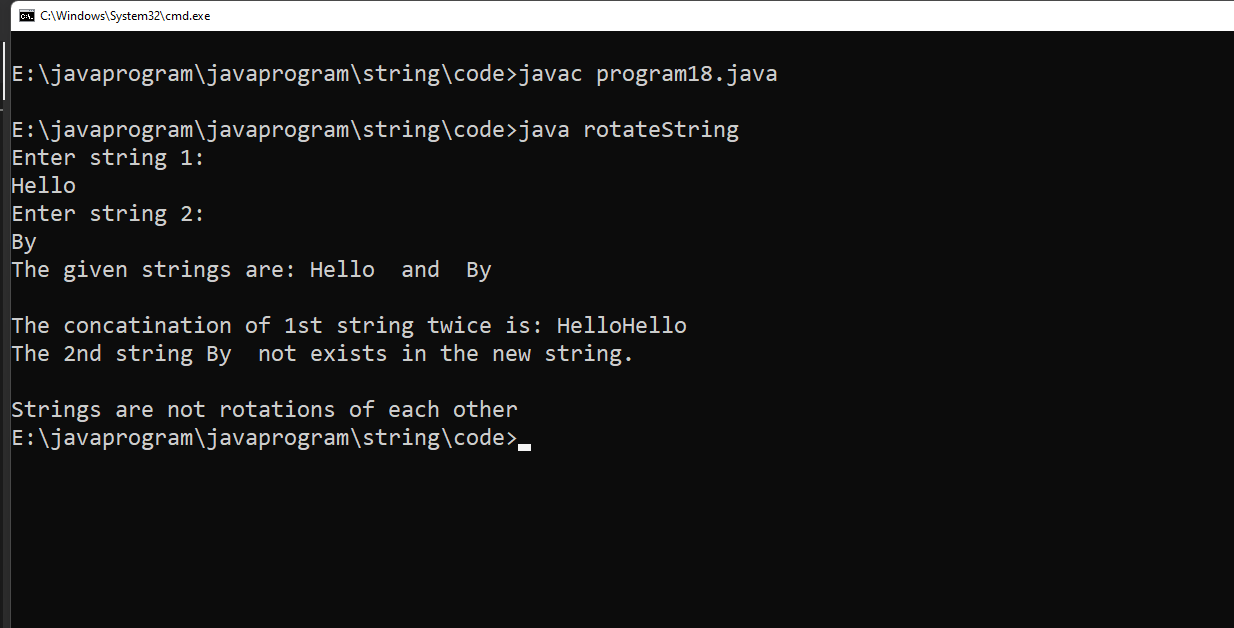 C:\Windows\System32\cmd.exe
E:\javaprogram\javaprogram\string\code>javac program18.java
E:\javaprogram\javaprogram\string\code>java rotateString
Enter string 1:
Hello
Enter string 2:
By
The given strings are: Hello  and  By
The concatination of 1st string twice is: HelloHello
The 2nd string By  not exists in the new string.
Strings are not rotations of each other
E:\javaprogram\javaprogram\string\code>